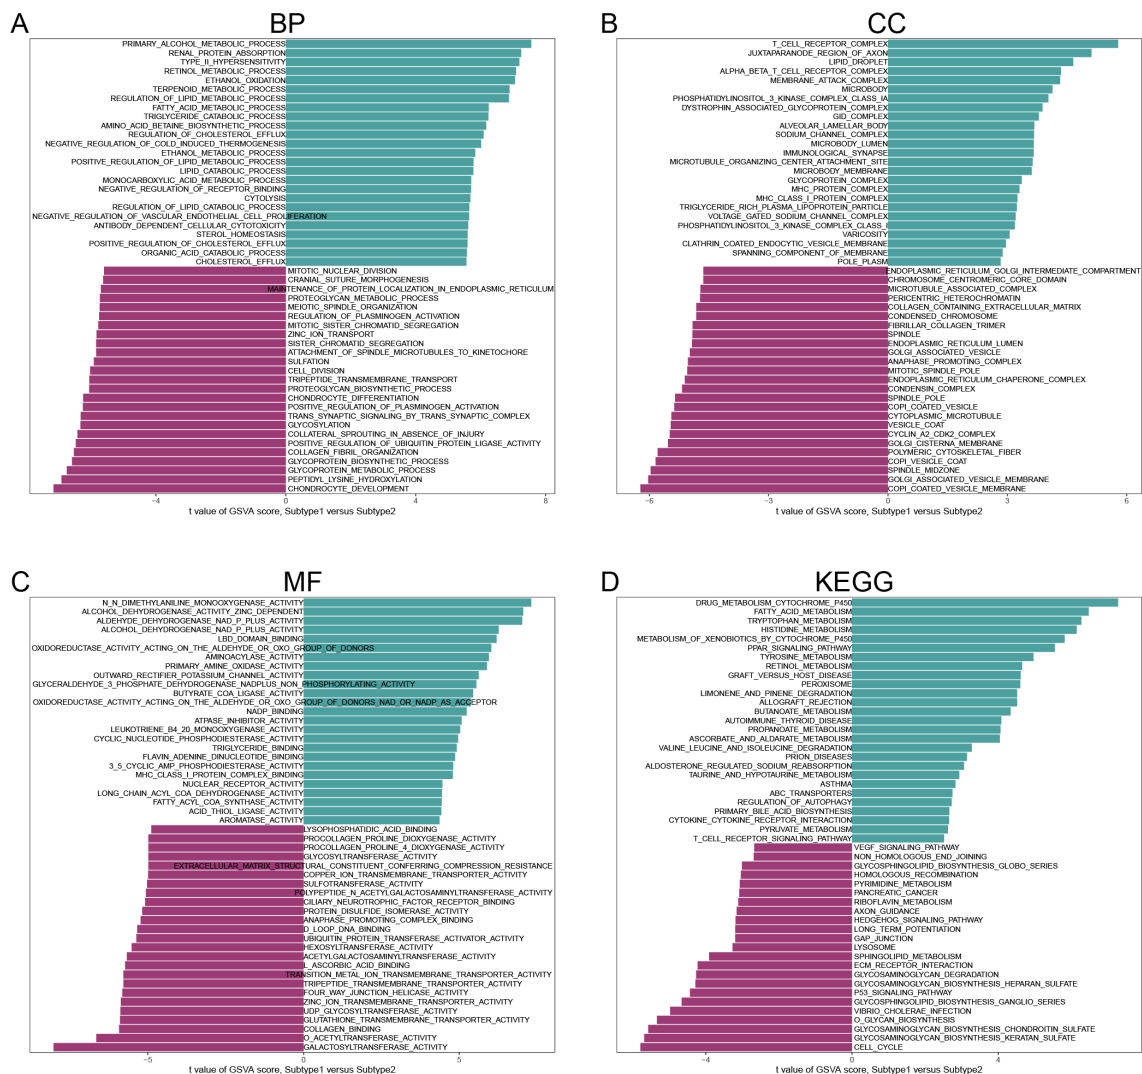 A
BP
PRIMARY_ALCOHOL_METABOLIC_PROCESS
RENAL_PROTEIN_ABSORPTION
TYPE_II_HYPERSENSITIVITY
RETINOL_METABOLIC_PROCESS
ETHANOL_OXIDATION
TERPENOID_METABOLIC_PROCESS
REGULATION_OF_LIPID_METABOLIC_PROCESS
FATTY_ACID_METABOLIC_PROCESS
TRIGLYCERIDE_CATABOLIC_PROCESS
AMINO_ACID_BETAINE_BIOSYNTHETIC_PROCESS
REGULATION_OF_CHOLESTEROL_EFFLUX
NEGATIVE_REGULATION_OF_COLD_INDUCED_THERMOGENESIS
ETHANOL_METABOLIC_PROCESS
POSITIVE_REGULATION_OF_LIPID_METABOLIC_PROCESS
LIPID_CATABOLIC_PROCESS
MONOCARBOXYLIC_ACID_METABOLIC_PROCESS
NEGATIVE_REGULATION_OF_RECEPTOR_BINDING
CYTOLYSIS
REGULATION_OF_LIPID_CATABOLIC_PROCESS
NEGATIVE_REGULATION_OF_VASCULAR_ENDOTHELIAL_CELL_PROLIFERATION
ANTIBODY_DEPENDENT_CELLULAR_CYTOTOXICITY
STEROL_HOMEOSTASIS
POSITIVE_REGULATION_OF_CHOLESTEROL_EFFLUX
ORGANIC_ACID_CATABOLIC_PROCESS
CHOLESTEROL_EFFLUX
MITOTIC_NUCLEAR_DIVISION
CRANIAL_SUTURE_MORPHOGENESIS
MAINTENANCE_OF_PROTEIN_LOCALIZATION_IN_ENDOPLASMIC_RETICULUM
PROTEOGLYCAN_METABOLIC_PROCESS
MEIOTIC_SPINDLE_ORGANIZATION
REGULATION_OF_PLASMINOGEN_ACTIVATION
MITOTIC_SISTER_CHROMATID_SEGREGATION
ZINC_ION_TRANSPORT
SISTER_CHROMATID_SEGREGATION
ATTACHMENT_OF_SPINDLE_MICROTUBULES_TO_KINETOCHORE
SULFATION
CELL_DIVISION
TRIPEPTIDE_TRANSMEMBRANE_TRANSPORT
PROTEOGLYCAN_BIOSYNTHETIC_PROCESS
CHONDROCYTE_DIFFERENTIATION
POSITIVE_REGULATION_OF_PLASMINOGEN_ACTIVATION
TRANS_SYNAPTIC_SIGNALING_BY_TRANS_SYNAPTIC_COMPLEX
GLYCOSYLATION
COLLATERAL_SPROUTING_IN_ABSENCE_OF_INJURY
POSITIVE_REGULATION_OF_UBIQUITIN_PROTEIN_LIGASE_ACTIVITY
COLLAGEN_FIBRIL_ORGANIZATION
GLYCOPROTEIN_BIOSYNTHETIC_PROCESS
GLYCOPROTEIN_METABOLIC_PROCESS
PEPTIDYL_LYSINE_HYDROXYLATION
CHONDROCYTE_DEVELOPMENT
−4 0 4 8
t value of GSVA score, Subtype1 versus Subtype2
B
CC
T_CELL_RECEPTOR_COMPLEX
JUXTAPARANODE_REGION_OF_AXON
LIPID_DROPLET
ALPHA_BETA_T_CELL_RECEPTOR_COMPLEX
MEMBRANE_ATTACK_COMPLEX
MICROBODY
PHOSPHATIDYLINOSITOL_3_KINASE_COMPLEX_CLASS_IA
DYSTROPHIN_ASSOCIATED_GLYCOPROTEIN_COMPLEX
GID_COMPLEX
ALVEOLAR_LAMELLAR_BODY
SODIUM_CHANNEL_COMPLEX
MICROBODY_LUMEN
IMMUNOLOGICAL_SYNAPSE
MICROTUBULE_ORGANIZING_CENTER_ATTACHMENT_SITE
MICROBODY_MEMBRANE
GLYCOPROTEIN_COMPLEX
MHC_PROTEIN_COMPLEX
MHC_CLASS_I_PROTEIN_COMPLEX
TRIGLYCERIDE_RICH_PLASMA_LIPOPROTEIN_PARTICLE
VOLTAGE_GATED_SODIUM_CHANNEL_COMPLEX
PHOSPHATIDYLINOSITOL_3_KINASE_COMPLEX_CLASS_I
VARICOSITY
CLATHRIN_COATED_ENDOCYTIC_VESICLE_MEMBRANE
SPANNING_COMPONENT_OF_MEMBRANE
POLE_PLASM
ENDOPLASMIC_RETICULUM_GOLGI_INTERMEDIATE_COMPARTMENT
CHROMOSOME_CENTROMERIC_CORE_DOMAIN
MICROTUBULE_ASSOCIATED_COMPLEX
PERICENTRIC_HETEROCHROMATIN
COLLAGEN_CONTAINING_EXTRACELLULAR_MATRIX
CONDENSED_CHROMOSOME
FIBRILLAR_COLLAGEN_TRIMER
SPINDLE
ENDOPLASMIC_RETICULUM_LUMEN
GOLGI_ASSOCIATED_VESICLE
ANAPHASE_PROMOTING_COMPLEX
MITOTIC_SPINDLE_POLE
ENDOPLASMIC_RETICULUM_CHAPERONE_COMPLEX
CONDENSIN_COMPLEX
SPINDLE_POLE
COPI_COATED_VESICLE
CYTOPLASMIC_MICROTUBULE
VESICLE_COAT
CYCLIN_A2_CDK2_COMPLEX
GOLGI_CISTERNA_MEMBRANE
POLYMERIC_CYTOSKELETAL_FIBER
COPI_VESICLE_COAT
SPINDLE_MIDZONE
GOLGI_ASSOCIATED_VESICLE_MEMBRANE
COPI_COATED_VESICLE_MEMBRANE
−6 −3 0 3 6
t value of GSVA score, Subtype1 versus Subtype2
C
MF
N_N_DIMETHYLANILINE_MONOOXYGENASE_ACTIVITY
ALCOHOL_DEHYDROGENASE_ACTIVITY_ZINC_DEPENDENT
ALDEHYDE_DEHYDROGENASE_NAD_P_PLUS_ACTIVITY
ALCOHOL_DEHYDROGENASE_NAD_P_PLUS_ACTIVITY
LBD_DOMAIN_BINDING
OXIDOREDUCTASE_ACTIVITY_ACTING_ON_THE_ALDEHYDE_OR_OXO_GROUP_OF_DONORS
AMINOACYLASE_ACTIVITY
PRIMARY_AMINE_OXIDASE_ACTIVITY
OUTWARD_RECTIFIER_POTASSIUM_CHANNEL_ACTIVITY
GLYCERALDEHYDE_3_PHOSPHATE_DEHYDROGENASE_NADPLUS_NON_PHOSPHORYLATING_ACTIVITY
BUTYRATE_COA_LIGASE_ACTIVITY
OXIDOREDUCTASE_ACTIVITY_ACTING_ON_THE_ALDEHYDE_OR_OXO_GROUP_OF_DONORS_NAD_OR_NADP_AS_ACCEPTOR
NADP_BINDING
ATPASE_INHIBITOR_ACTIVITY
LEUKOTRIENE_B4_20_MONOOXYGENASE_ACTIVITY
CYCLIC_NUCLEOTIDE_PHOSPHODIESTERASE_ACTIVITY
TRIGLYCERIDE_BINDING
FLAVIN_ADENINE_DINUCLEOTIDE_BINDING
3_5_CYCLIC_AMP_PHOSPHODIESTERASE_ACTIVITY
MHC_CLASS_I_PROTEIN_COMPLEX_BINDING
NUCLEAR_RECEPTOR_ACTIVITY
LONG_CHAIN_ACYL_COA_DEHYDROGENASE_ACTIVITY
FATTY_ACYL_COA_SYNTHASE_ACTIVITY
ACID_THIOL_LIGASE_ACTIVITY
AROMATASE_ACTIVITY
LYSOPHOSPHATIDIC_ACID_BINDING
PROCOLLAGEN_PROLINE_DIOXYGENASE_ACTIVITY
PROCOLLAGEN_PROLINE_4_DIOXYGENASE_ACTIVITY
GLYCOSYLTRANSFERASE_ACTIVITY
EXTRACELLULAR_MATRIX_STRUCTURAL_CONSTITUENT_CONFERRING_COMPRESSION_RESISTANCE
COPPER_ION_TRANSMEMBRANE_TRANSPORTER_ACTIVITY
SULFOTRANSFERASE_ACTIVITY
POLYPEPTIDE_N_ACETYLGALACTOSAMINYLTRANSFERASE_ACTIVITY
CILIARY_NEUROTROPHIC_FACTOR_RECEPTOR_BINDING
PROTEIN_DISULFIDE_ISOMERASE_ACTIVITY
ANAPHASE_PROMOTING_COMPLEX_BINDING
D_LOOP_DNA_BINDING
UBIQUITIN_PROTEIN_TRANSFERASE_ACTIVATOR_ACTIVITY
HEXOSYLTRANSFERASE_ACTIVITY
ACETYLGALACTOSAMINYLTRANSFERASE_ACTIVITY
L_ASCORBIC_ACID_BINDING
TRANSITION_METAL_ION_TRANSMEMBRANE_TRANSPORTER_ACTIVITY
TRIPEPTIDE_TRANSMEMBRANE_TRANSPORTER_ACTIVITY
FOUR_WAY_JUNCTION_HELICASE_ACTIVITY
ZINC_ION_TRANSMEMBRANE_TRANSPORTER_ACTIVITY
UDP_GLYCOSYLTRANSFERASE_ACTIVITY
GLUTATHIONE_TRANSMEMBRANE_TRANSPORTER_ACTIVITY
COLLAGEN_BINDING
O_ACETYLTRANSFERASE_ACTIVITY
GALACTOSYLTRANSFERASE_ACTIVITY
−5 0 5
t value of GSVA score, Subtype1 versus Subtype2
D
KEGG
DRUG_METABOLISM_CYTOCHROME_P450
FATTY_ACID_METABOLISM
TRYPTOPHAN_METABOLISM
HISTIDINE_METABOLISM
METABOLISM_OF_XENOBIOTICS_BY_CYTOCHROME_P450
PPAR_SIGNALING_PATHWAY
TYROSINE_METABOLISM
RETINOL_METABOLISM
GRAFT_VERSUS_HOST_DISEASE
PEROXISOME
LIMONENE_AND_PINENE_DEGRADATION
ALLOGRAFT_REJECTION
BUTANOATE_METABOLISM
AUTOIMMUNE_THYROID_DISEASE
PROPANOATE_METABOLISM
ASCORBATE_AND_ALDARATE_METABOLISM
VALINE_LEUCINE_AND_ISOLEUCINE_DEGRADATION
PRION_DISEASES
ALDOSTERONE_REGULATED_SODIUM_REABSORPTION
TAURINE_AND_HYPOTAURINE_METABOLISM
ASTHMA
ABC_TRANSPORTERS
REGULATION_OF_AUTOPHAGY
PRIMARY_BILE_ACID_BIOSYNTHESIS
CYTOKINE_CYTOKINE_RECEPTOR_INTERACTION
PYRUVATE_METABOLISM
T_CELL_RECEPTOR_SIGNALING_PATHWAY
VEGF_SIGNALING_PATHWAY
NON_HOMOLOGOUS_END_JOINING
GLYCOSPHINGOLIPID_BIOSYNTHESIS_GLOBO_SERIES
HOMOLOGOUS_RECOMBINATION
PYRIMIDINE_METABOLISM
PANCREATIC_CANCER
RIBOFLAVIN_METABOLISM
AXON_GUIDANCE
HEDGEHOG_SIGNALING_PATHWAY
LONG_TERM_POTENTIATION
GAP_JUNCTION
LYSOSOME
SPHINGOLIPID_METABOLISM
ECM_RECEPTOR_INTERACTION
GLYCOSAMINOGLYCAN_DEGRADATION
GLYCOSAMINOGLYCAN_BIOSYNTHESIS_HEPARAN_SULFATE
P53_SIGNALING_PATHWAY
GLYCOSPHINGOLIPID_BIOSYNTHESIS_GANGLIO_SERIES
VIBRIO_CHOLERAE_INFECTION
O_GLYCAN_BIOSYNTHESIS
GLYCOSAMINOGLYCAN_BIOSYNTHESIS_CHONDROITIN_SULFATE
GLYCOSAMINOGLYCAN_BIOSYNTHESIS_KERATAN_SULFATE
CELL_CYCLE
−4 0 4
t value of GSVA score, Subtype1 versus Subtype2